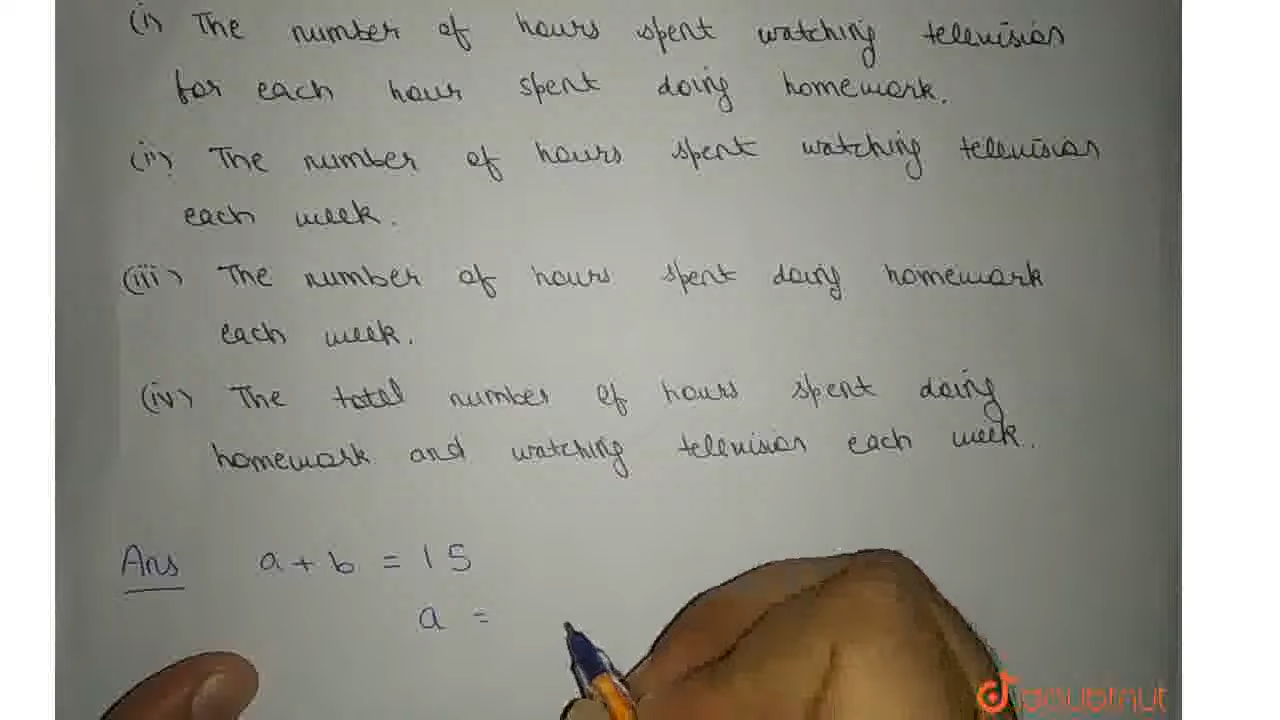 (i) The number of hours spent watching television
for each hour spent doing homework.
(ii) The number of hours spent watching television
each week.
(iii) The number of hours spent doing homework
each week.
(iv) The total number of hours spent doing
homework and watching television each week.
Ans a + b = 15
a =
doubtnut